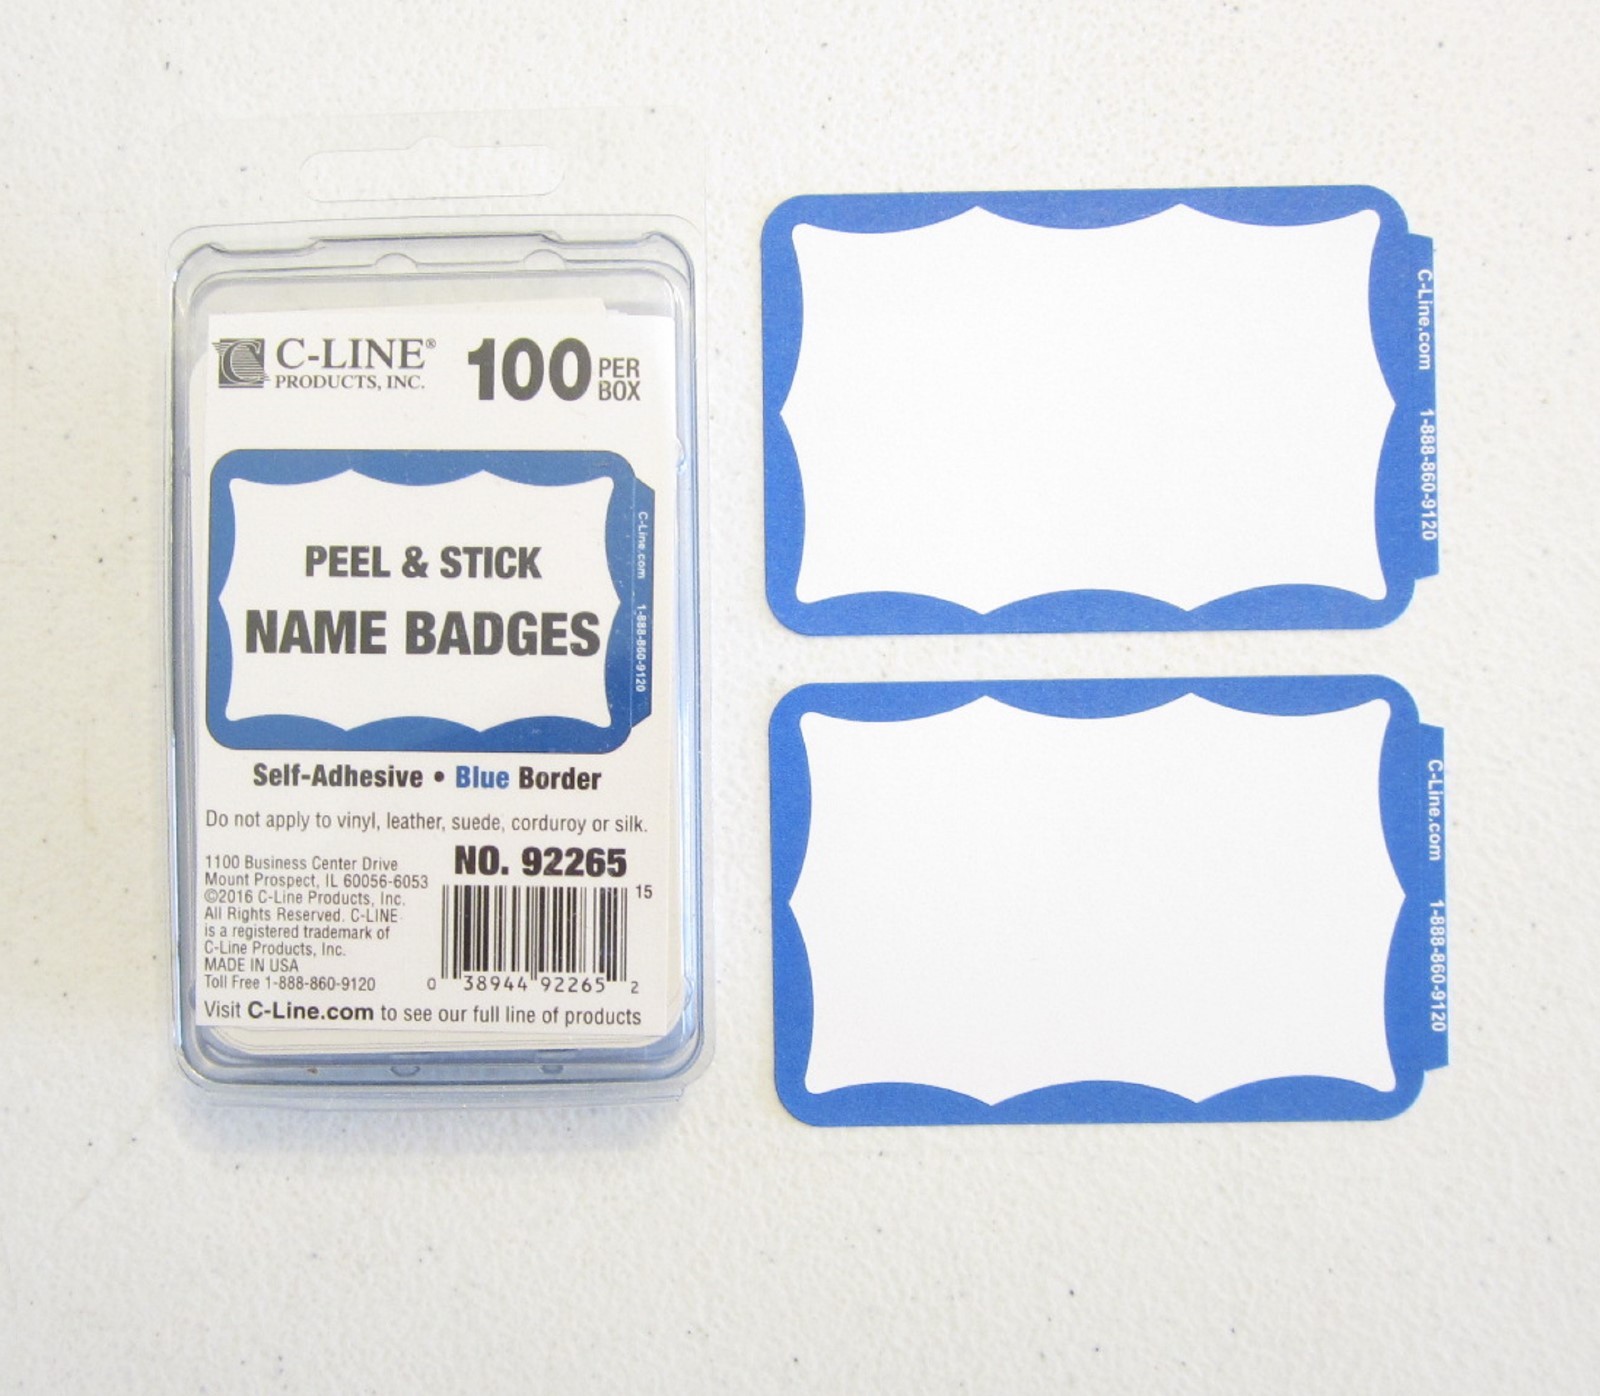 C-LINE®
PRODUCTS, INC.
100 PER
BOX
PEEL & STICK
NAME BADGES
C-Line.com 1-888-860-9120
Self-Adhesive • Blue Border
Do not apply to vinyl, leather, suede, corduroy or silk.
1100 Business Center Drive
Mount Prospect, IL 60056-6053
©2016 C-Line Products, Inc.
All Rights Reserved. C-LINE
is a registered trademark of
C-Line Products, Inc.
MADE IN USA
Toll Free 1-888-860-9120
NO. 92265
15
0 38944 92265 2
Visit C-Line.com to see our full line of products
C-Line.com 1-888-860-9120
C-Line.com 1-888-860-9120